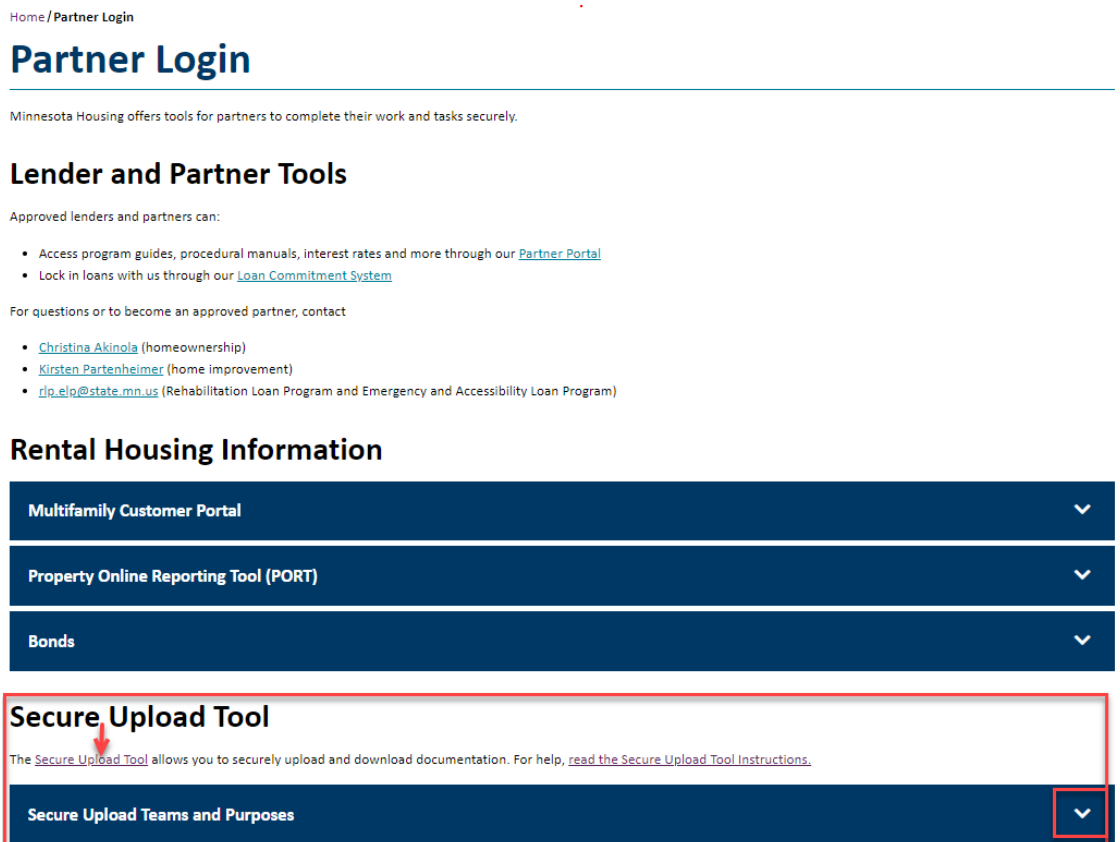 Home / Partner Login
Partner Login
Minnesota Housing offers tools for partners to complete their work and tasks securely.
Lender and Partner Tools
Approved lenders and partners can:
• Access program guides, procedural manuals, interest rates and more through our Partner Portal
• Lock in loans with us through our Loan Commitment System
For questions or to become an approved partner, contact
• Christina Akinola (homeownership)
• Kirsten Partenheimer (home improvement)
• rlp.elp@state.mn.us (Rehabilitation Loan Program and Emergency and Accessibility Loan Program)
Rental Housing Information
Multifamily Customer Portal
Property Online Reporting Tool (PORT)
Bonds
Secure Upload Tool
The Secure Upload Tool allows you to securely upload and download documentation. For help, read the Secure Upload Tool Instructions.
Secure Upload Teams and Purposes